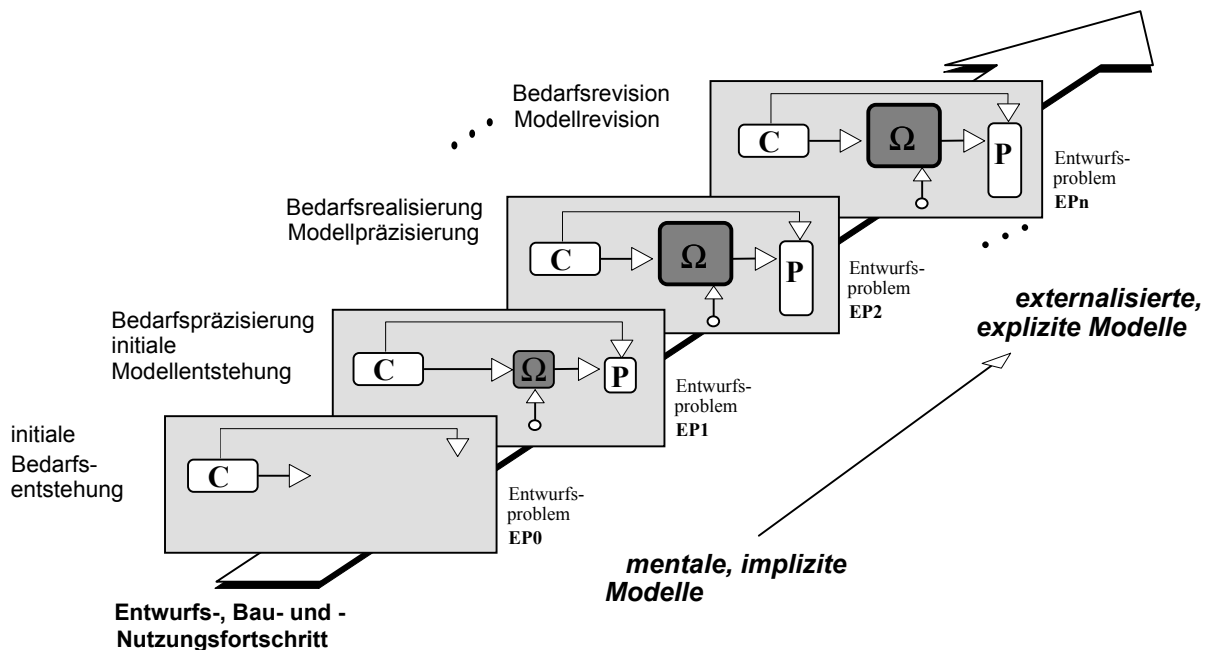 Bedarfsrevision
Modellrevision
C
Ω
P
Entwurfs-
problem
EPn
Bedarfsrealisierung
Modellpräzisierung
C
Ω
P
Entwurfs-
problem
EP2
externalisierte,
explizite Modelle
Bedarfspräzisierung
initiale
Modellentstehung
C
Ω
P
Entwurfs-
problem
EP1
initiale
Bedarfs-
entstehung
C
Entwurfs-
problem
EP0
mentale, implizite
Modelle
Entwurfs-, Bau- und -
Nutzungsfortschritt